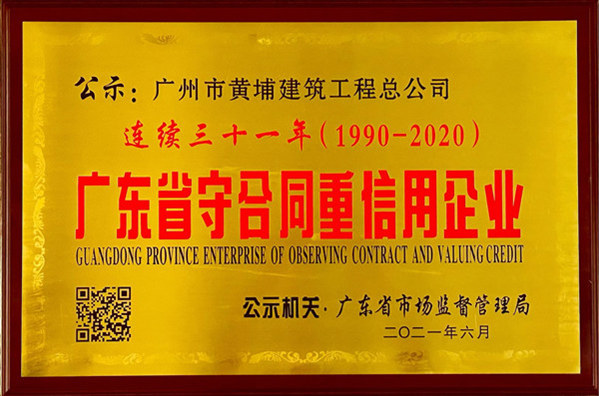 公示：广州市黄埔建筑工程总公司
连续三十一年（1990-2020）
广东省守合同重信用企业
GUANGDONG PROVINCE ENTERPRISE OF OBSERVING CONTRACT AND VALUING CREDIT
公示机关·广东省市场监督管理局
二〇二一年六月